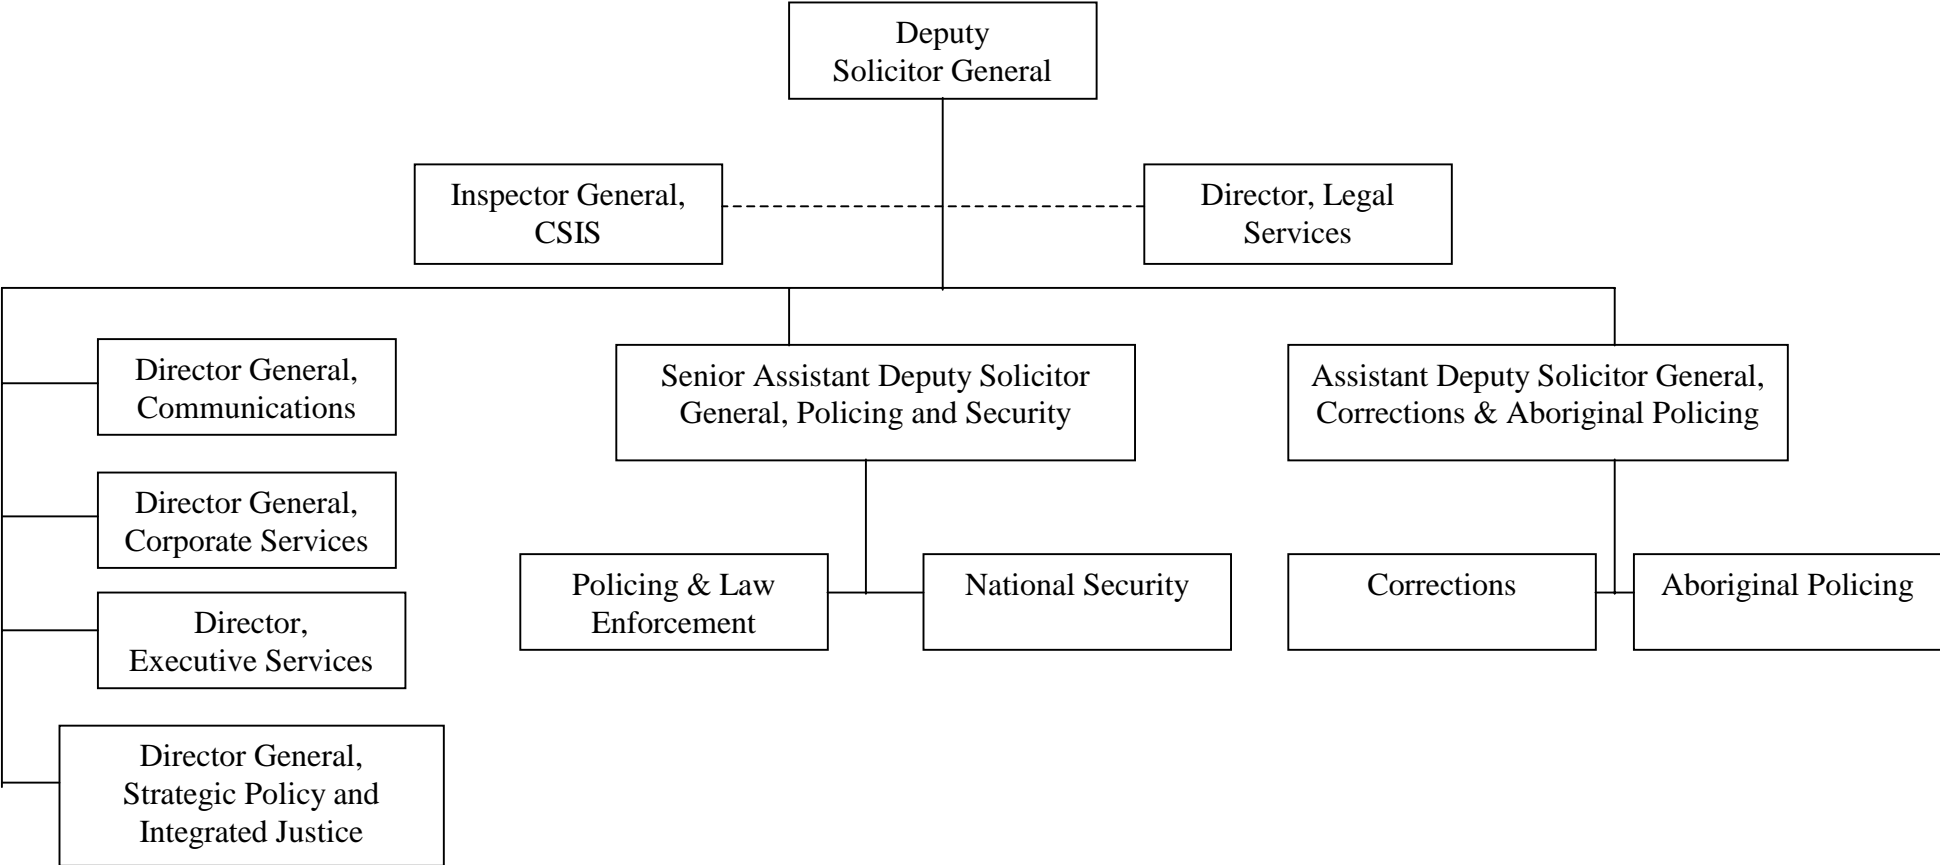 Deputy
Solicitor General
Inspector General,
CSIS
Director, Legal
Services
Director General,
Communications
Senior Assistant Deputy Solicitor
General, Policing and Security
Assistant Deputy Solicitor General,
Corrections & Aboriginal Policing
Director General,
Corporate Services
Policing & Law
Enforcement
National Security
Corrections
Aboriginal Policing
Director,
Executive Services
Director General,
Strategic Policy and
Integrated Justice